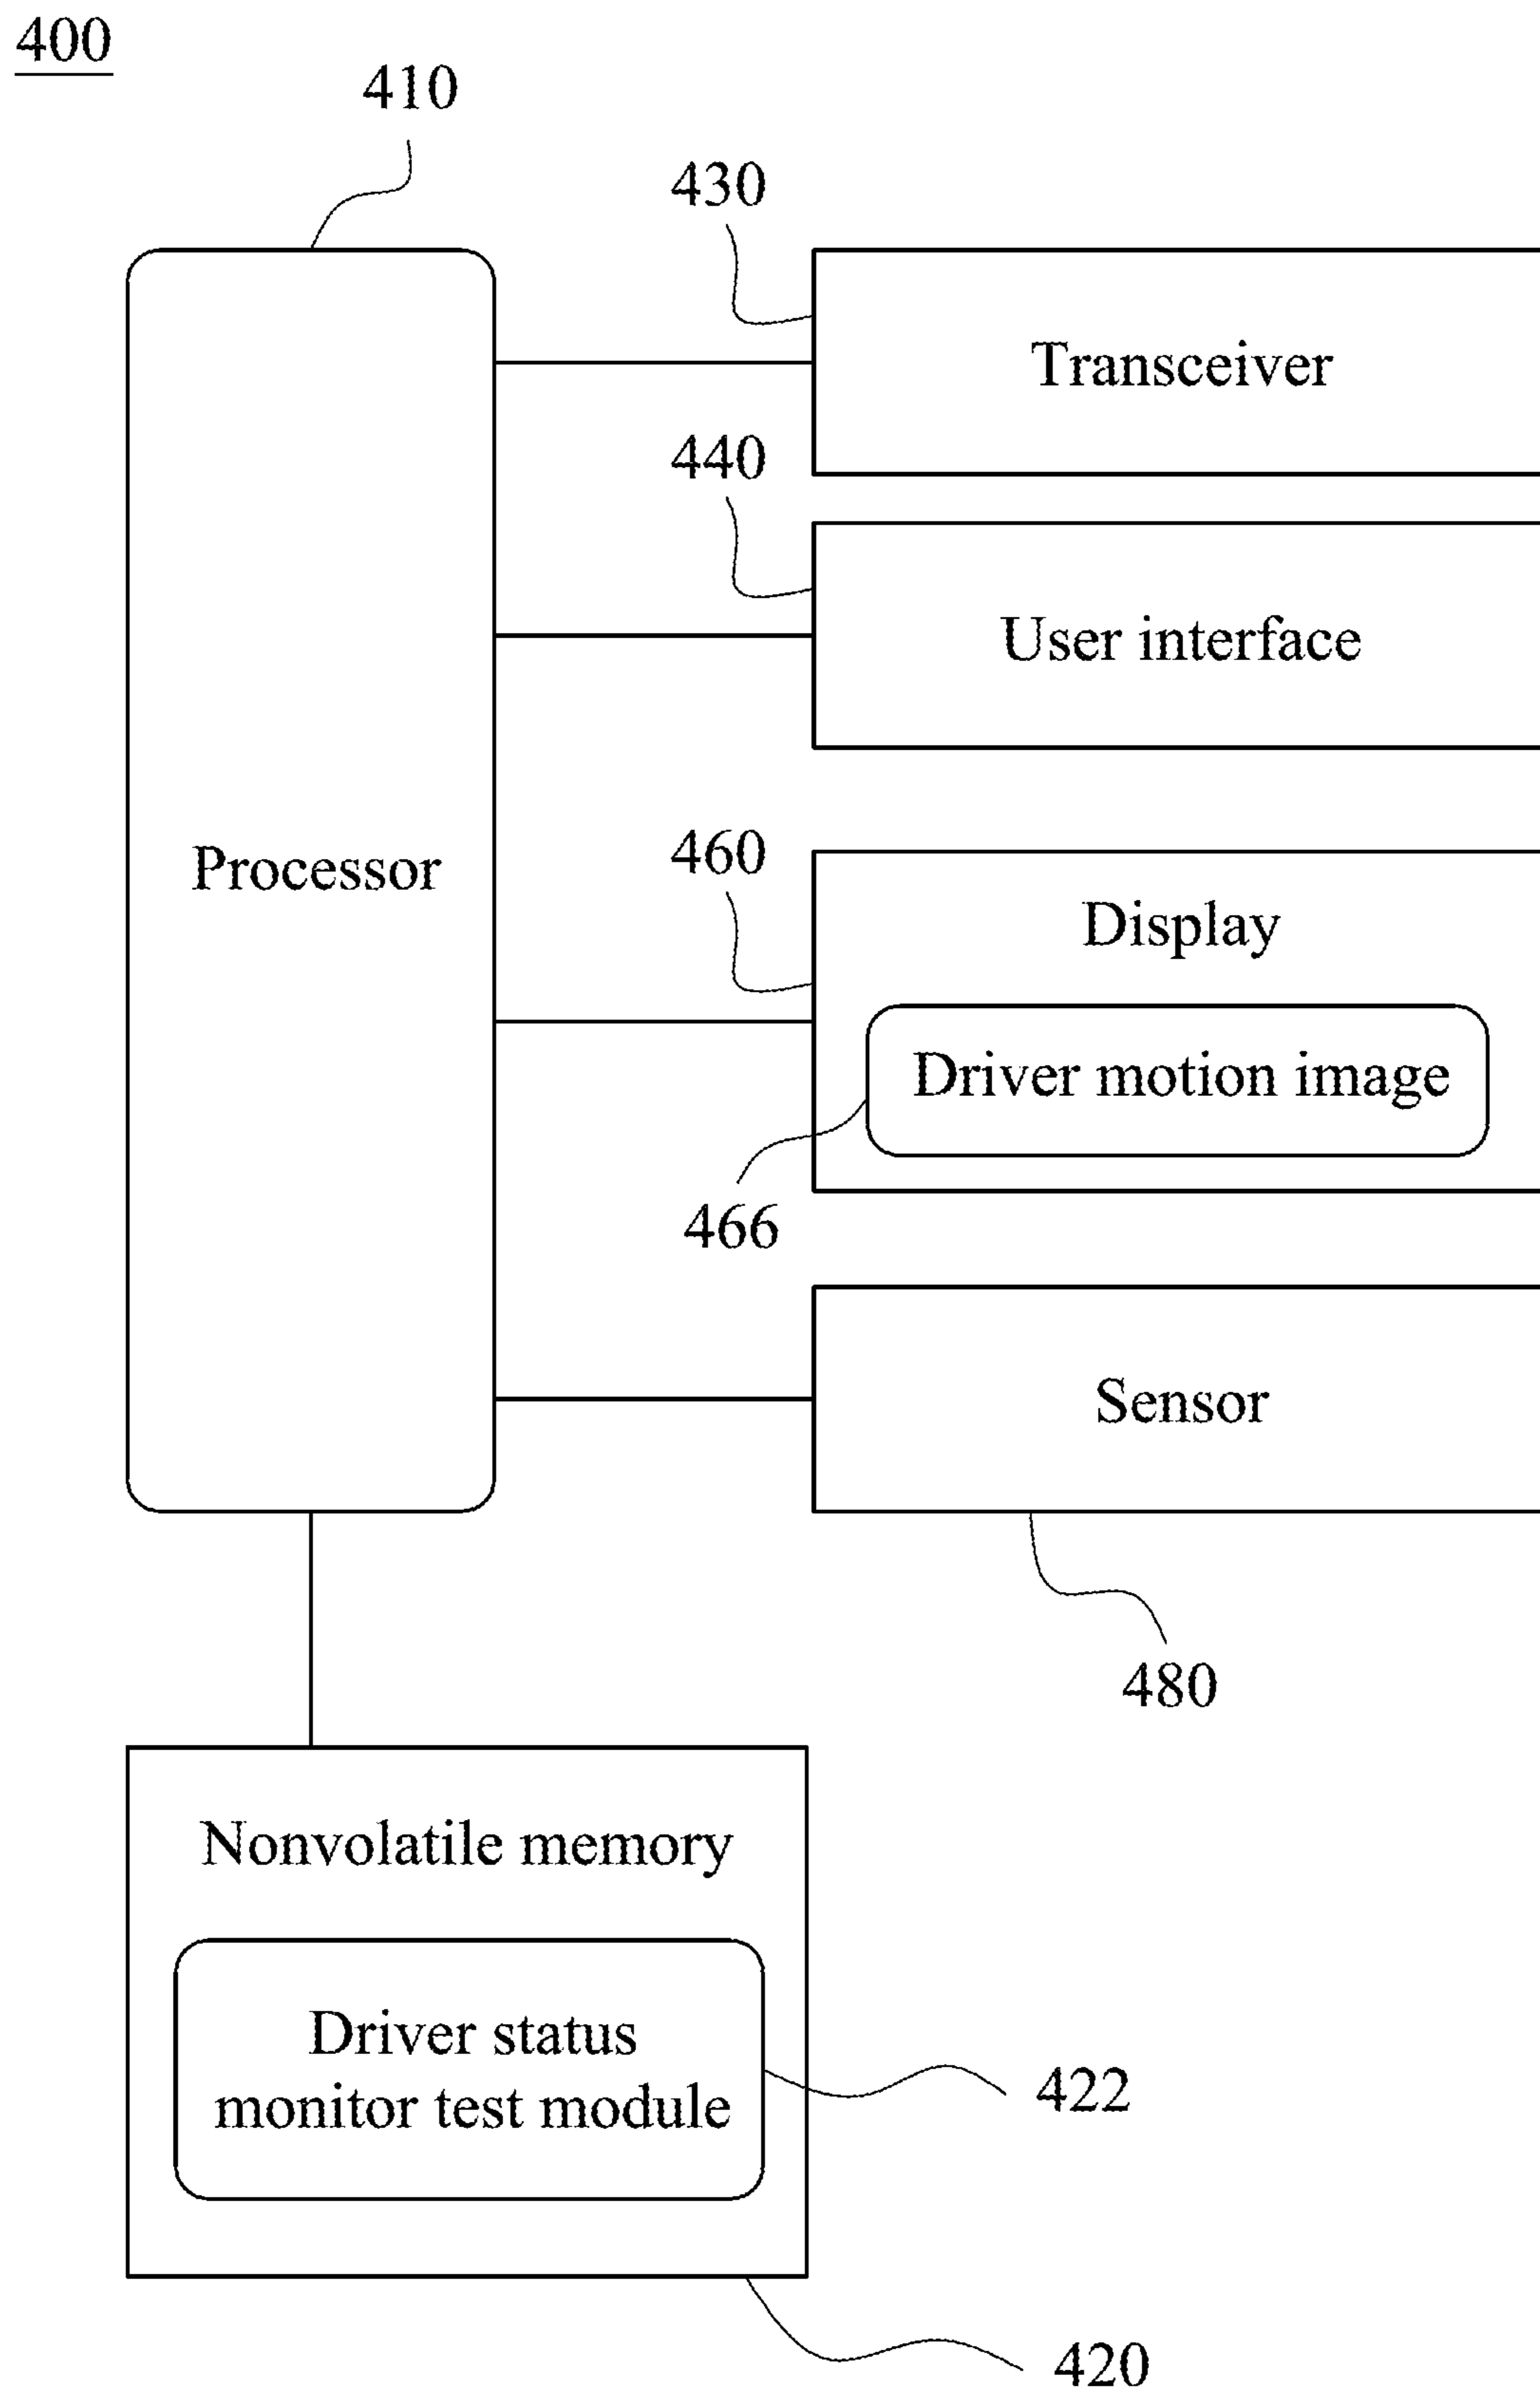 400
410
430
Transceiver
440
User interface
Processor
460
Display
Driver motion image
466
Sensor
480
Nonvolatile memory
Driver status
monitor test module
422
420